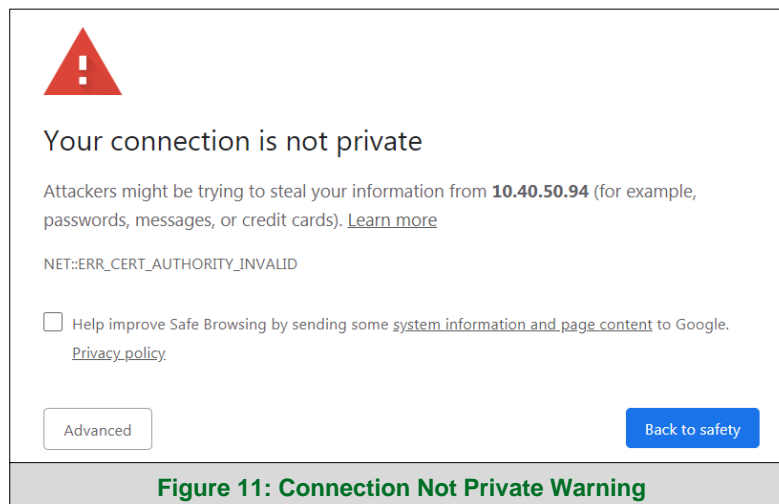 Your connection is not private
Attackers might be trying to steal your information from 10.40.50.94 (for example,
passwords, messages, or credit cards). Learn more
NET::ERR_CERT_AUTHORITY_INVALID
Help improve Safe Browsing by sending some system information and page content to Google.
Privacy policy
Advanced
Back to safety
Figure 11: Connection Not Private Warning